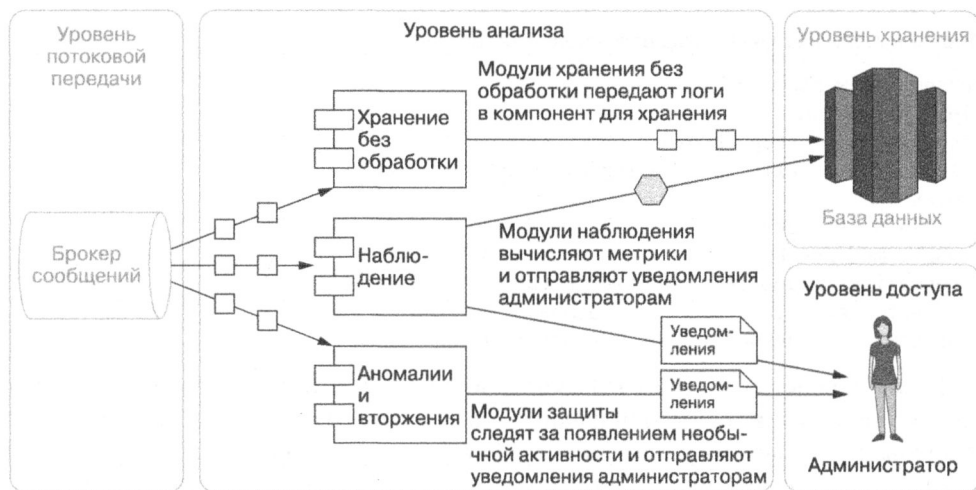 Уровень
потоковой
передачи
Брокер
сообщений
Уровень анализа
Хранение
без
обработки
Модули хранения без
обработки передают логи
в компонент для хранения
Наблю-
дение
Модули наблюдения
вычисляют метрики
и отправляют уведомления
администраторам
Аномалии
и
вторжения
Модули защиты
следят за появлением необы-
чной активности и отправляют
уведомления администраторам
Уведом-
ления
Уведом-
ления
Уровень хранения
База данных
Уровень доступа
Администратор